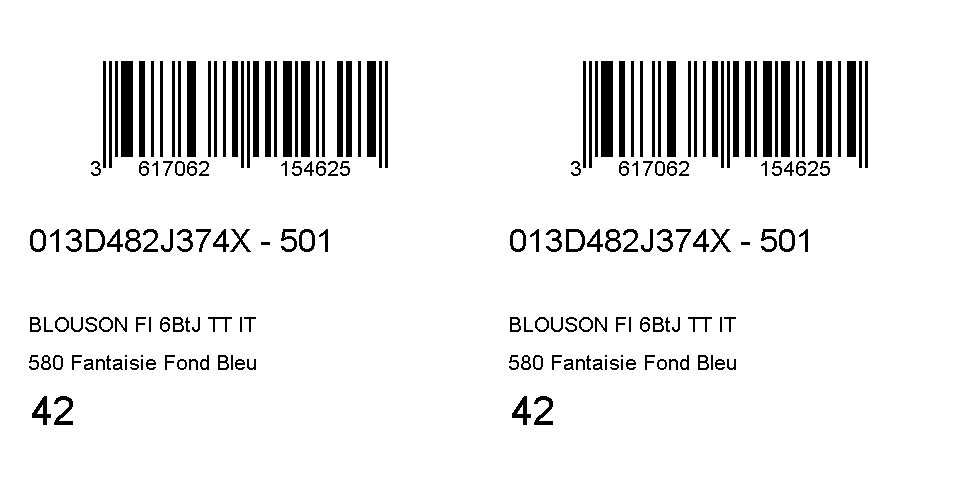 3 617062 154625
013D482J374X - 501
BLOUSON FI 6BtJ TT IT
580 Fantaisie Fond Bleu
42
3 617062 154625
013D482J374X - 501
BLOUSON FI 6BtJ TT IT
580 Fantaisie Fond Bleu
42